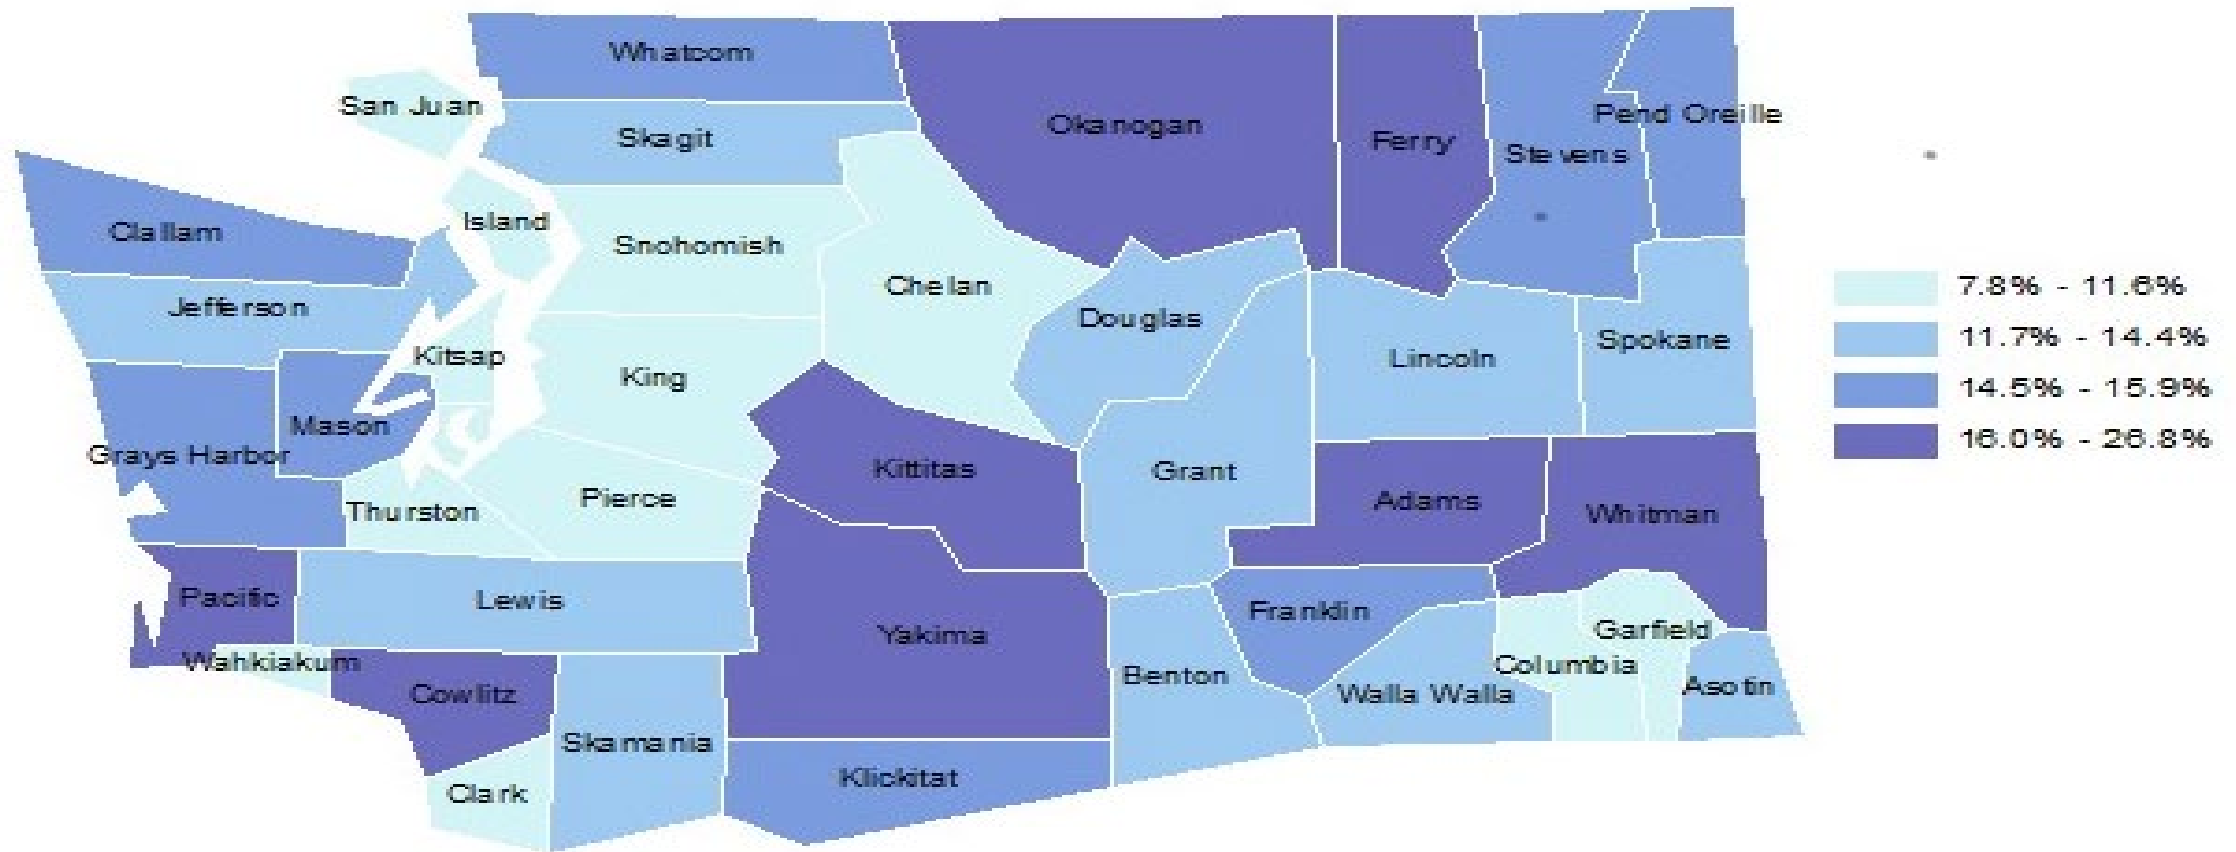 Whatcom
San Juan
Skagit
Okanogan
Ferry
Stevens
Pend Oreille
Clallam
Island
Snohomish
Chelan
Jefferson
Douglas
Kitsap
King
Lincoln
Spokane
Mason
Grays Harbor
Kittitas
Grant
Thurston
Pierce
Adams
Whitman
Pacific
Lewis
Yakima
Franklin
Garfield
Wahkiakum
Cowlitz
Benton
Walla Walla
Columbia
Asotin
Skamania
Klickitat
Clark
7.8% - 11.6%
11.7% - 14.4%
14.5% - 15.9%
16.0% - 26.8%